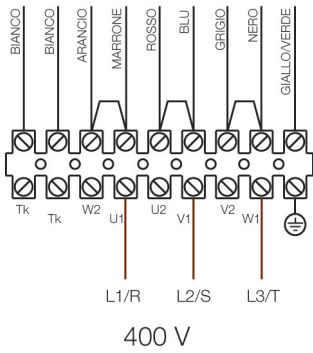 BIANCO
BIANCO
ARANCIO
MARRONE
ROSSO
BLU
GRIGIO
NERO
GIALLO/VERDE
Tk
Tk
W2
U1
U2
V1
V2
W1
L1/R
L2/S
L3/T
400 V